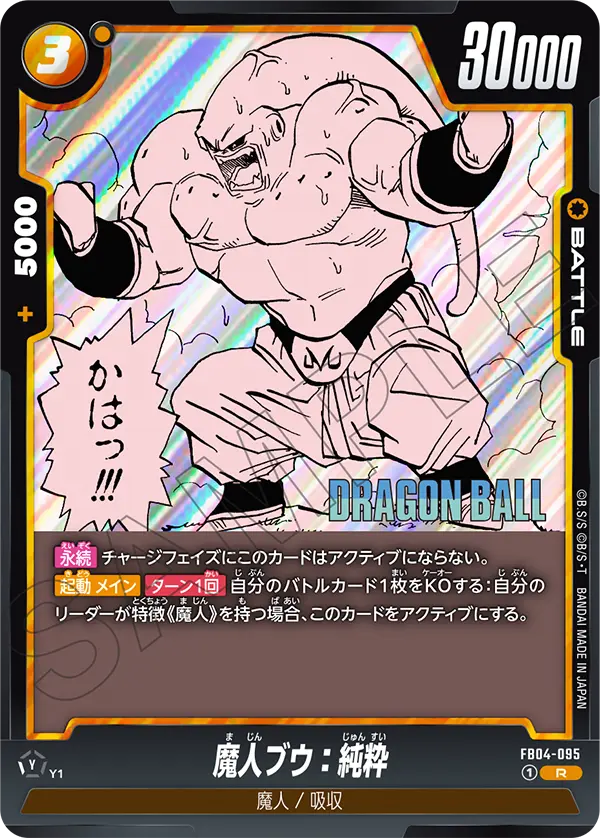 3
30000
+ 5000
BATTLE
かはっ!!!
DRAGON BALL
永続 チャージフェイズにこのカードはアクティブにならない。
起動メイン ターン1回 自分のバトルカード1枚をKOする:自分の
リーダーが特徴《魔人》を持つ場合、このカードをアクティブにする。
SAMPLE
©B.S/S ©B/S・T BANDAI MADE IN JAPAN
Y Y1
魔人ブウ:純粋
FB04-095
1 R
魔人 / 吸収